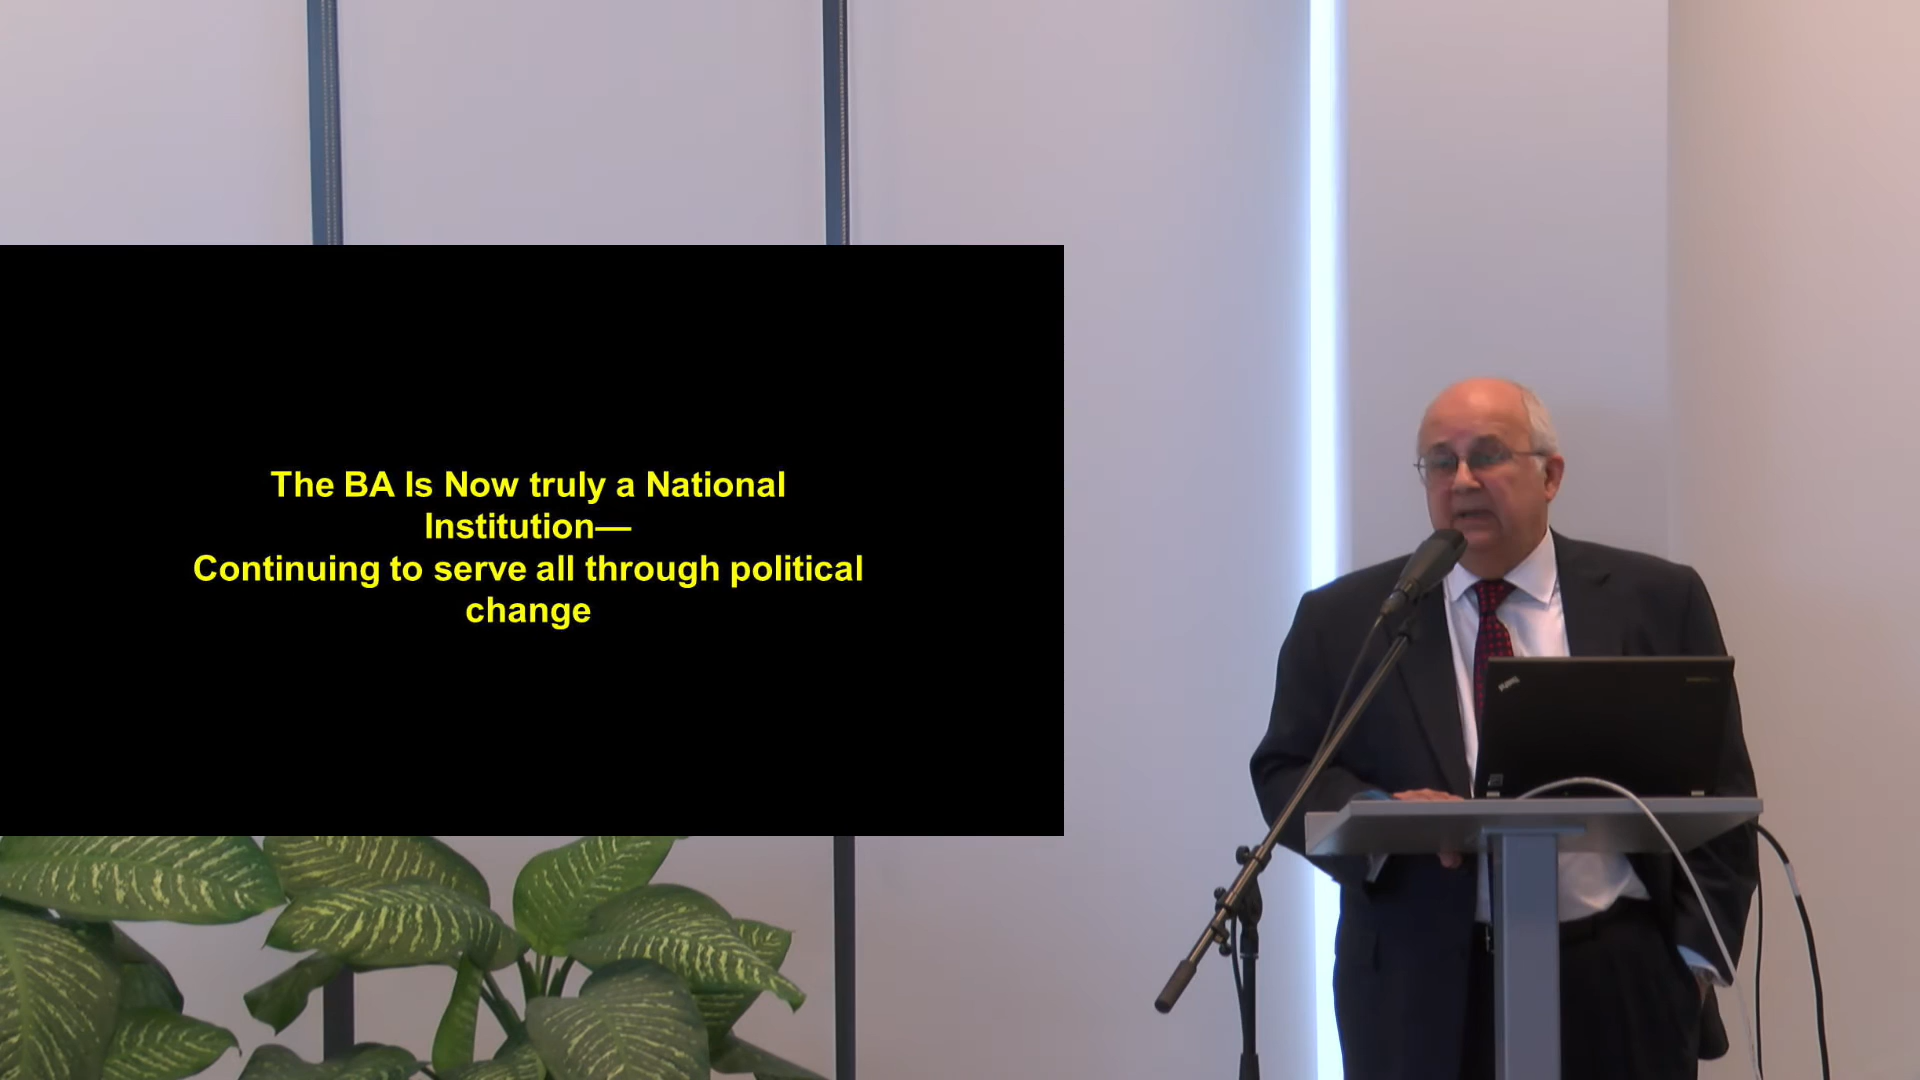 The BA Is Now truly a National
Institution—
Continuing to serve all through political
change